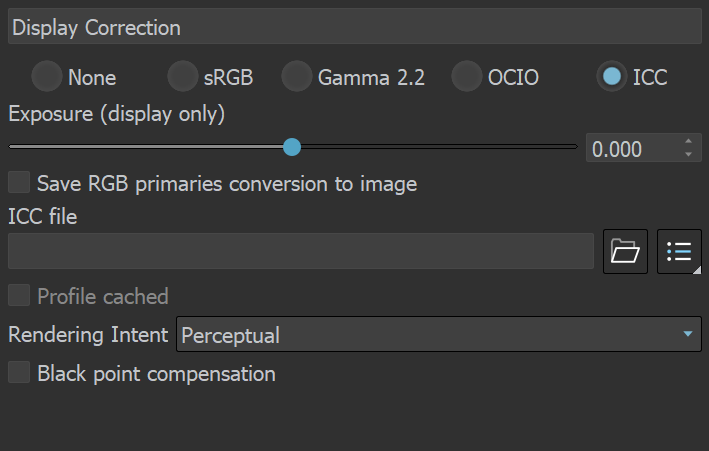 Display Correction
None sRGB Gamma 2.2 OCIO ICC
Exposure (display only)
0.000
Save RGB primaries conversion to image
ICC file
Profile cached
Rendering Intent Perceptual
Black point compensation